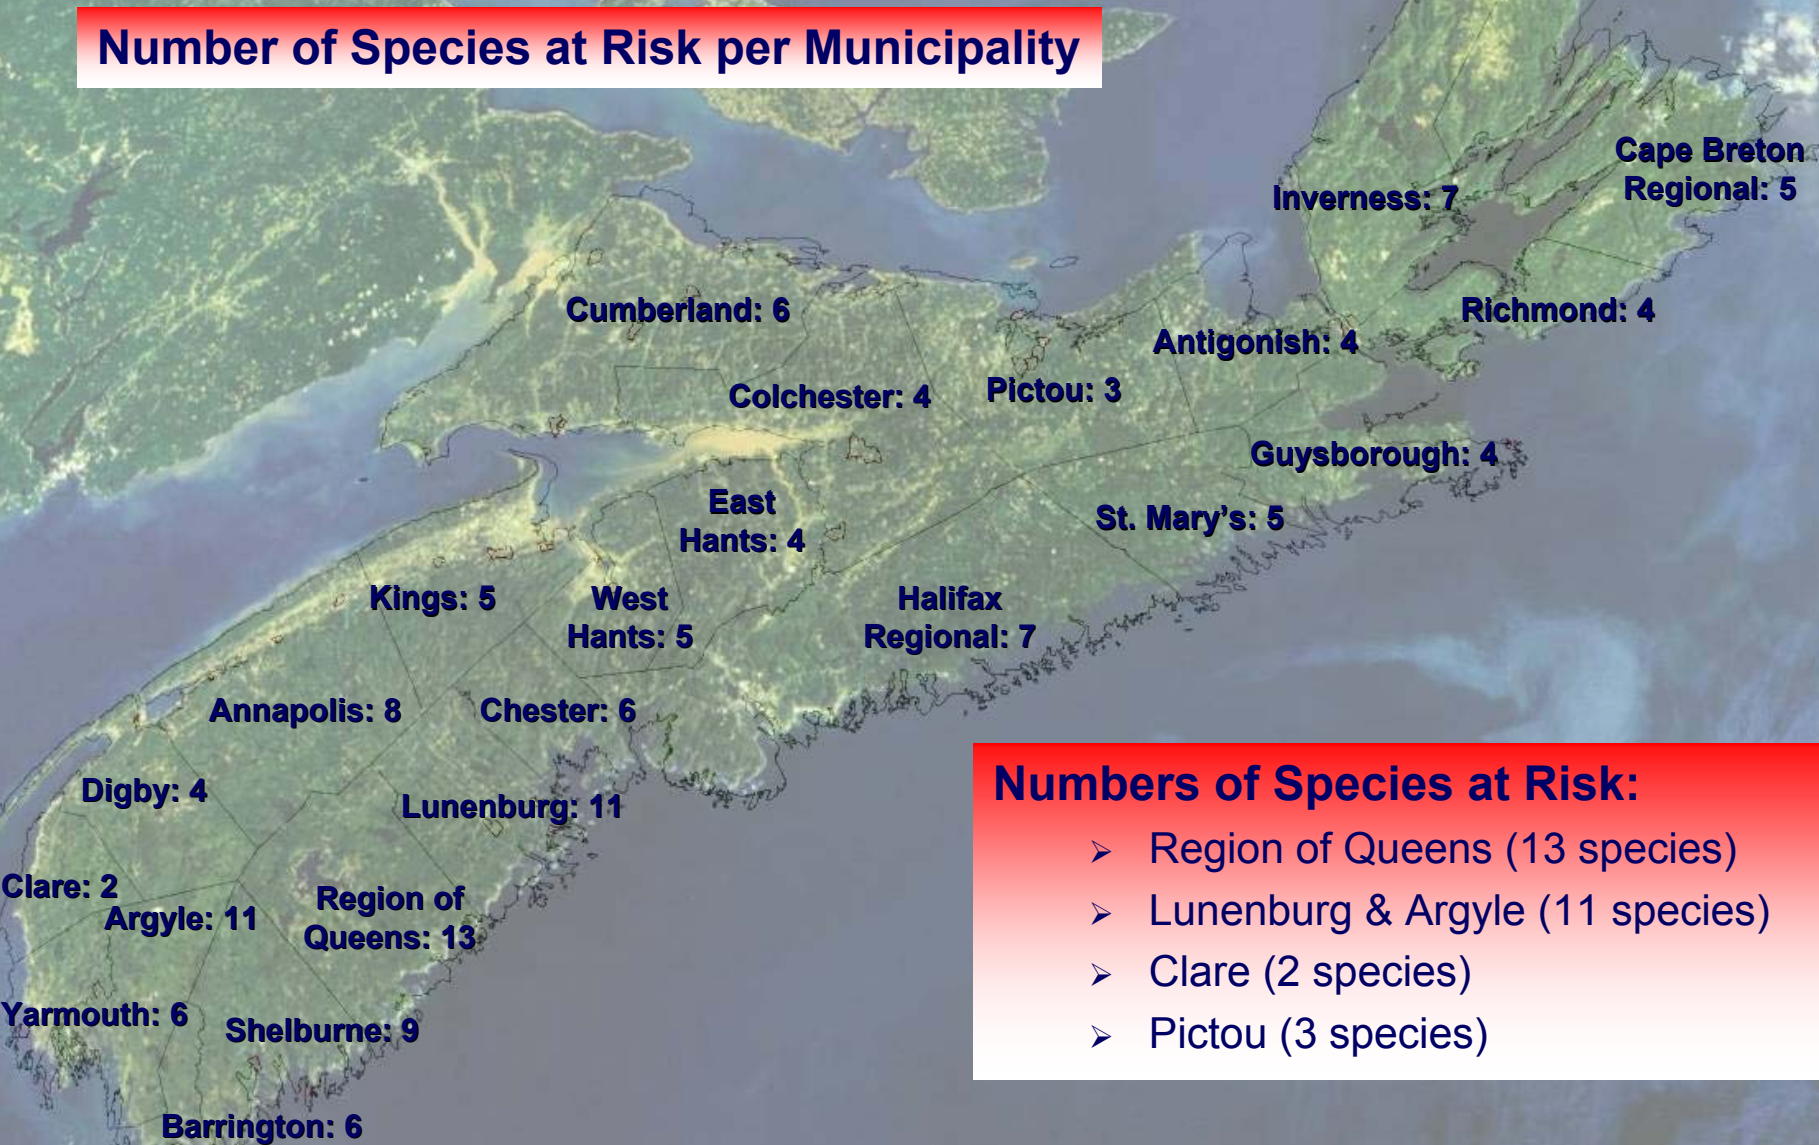 Number of Species at Risk per Municipality
Cape Breton
Regional: 5
Inverness: 7
Cumberland: 6
Richmond: 4
Antigonish: 4
Colchester: 4
Pictou: 3
Guysborough: 4
East
Hants: 4
St. Mary’s: 5
Kings: 5
West
Hants: 5
Halifax
Regional: 7
Annapolis: 8
Chester: 6
Digby: 4
Lunenburg: 11
Clare: 2
Argyle: 11
Region of
Queens: 13
Yarmouth: 6
Shelburne: 9
Barrington: 6
Numbers of Species at Risk:
➢ Region of Queens (13 species)
➢ Lunenburg & Argyle (11 species)
➢ Clare (2 species)
➢ Pictou (3 species)